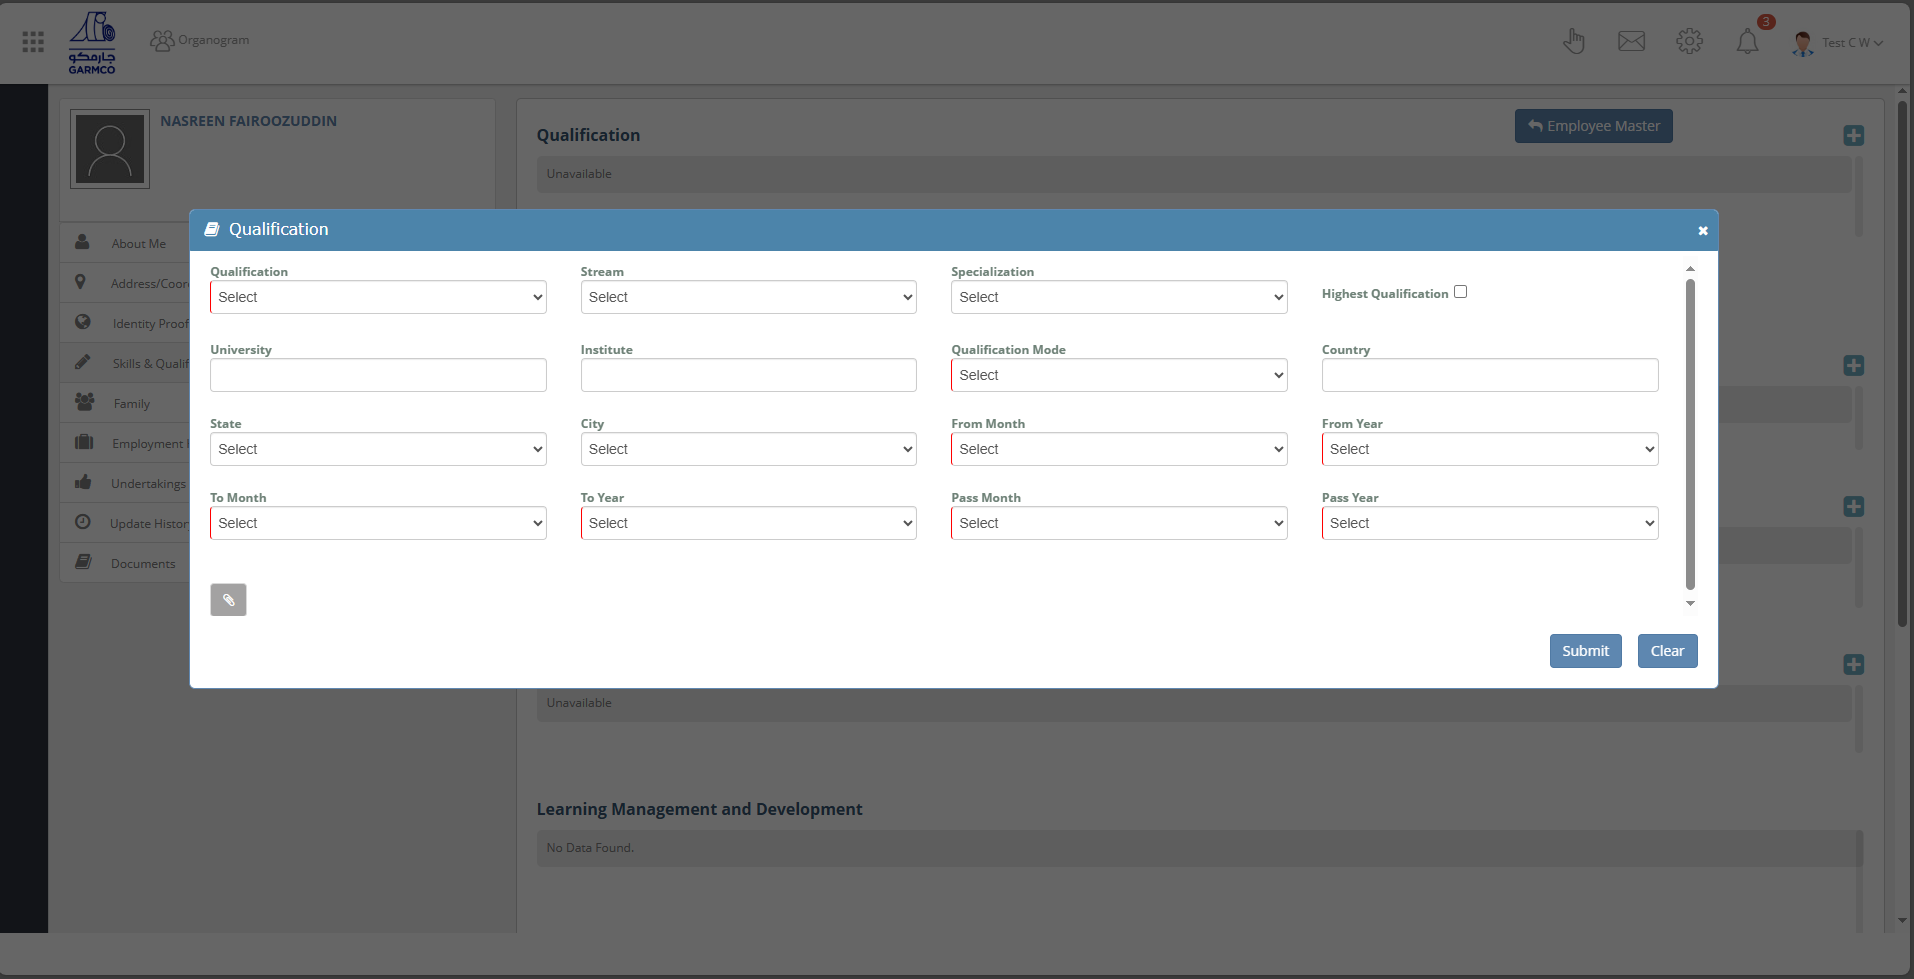 جارمكو
GARMCO
Organogram
3
Test C W
NASREEN FAIROOZUDDIN
Qualification
Employee Master
Unavailable
About Me
Address/Coor
Identity Proof
Skills & Qualif
Family
Employment I
Undertakings
Update Histor
Documents
Qualification
Qualification
Stream
Specialization
Select
Select
Select
Highest Qualification
University
Institute
Qualification Mode
Country
Select
State
City
From Month
From Year
Select
Select
Select
Select
To Month
To Year
Pass Month
Pass Year
Select
Select
Select
Select
Submit
Clear
Unavailable
Learning Management and Development
No Data Found.